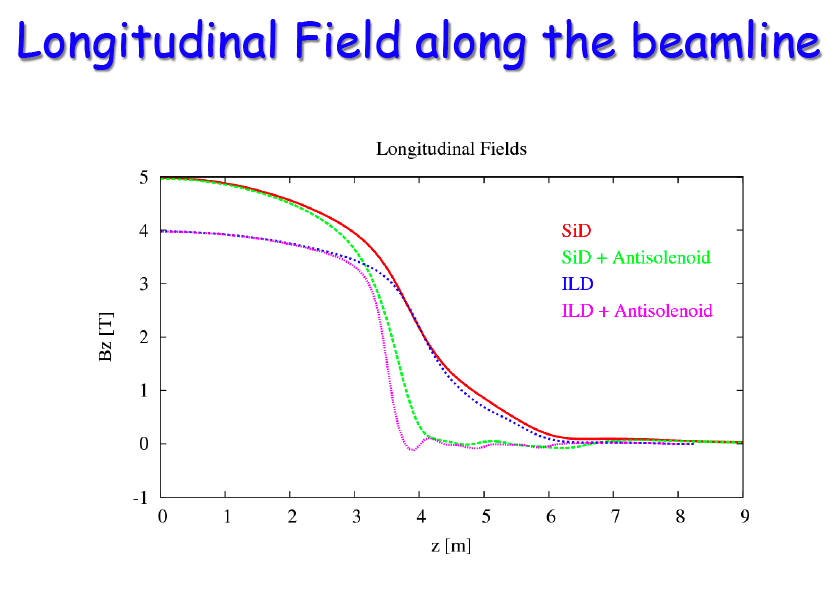 Longitudinal Field along the beamline
Longitudinal Fields
5
4
3
2
1
0
-1
Bz [T]
SiD
SiD + Antisolenoid
ILD
ILD + Antisolenoid
0 1 2 3 4 5 6 7 8 9
z [m]